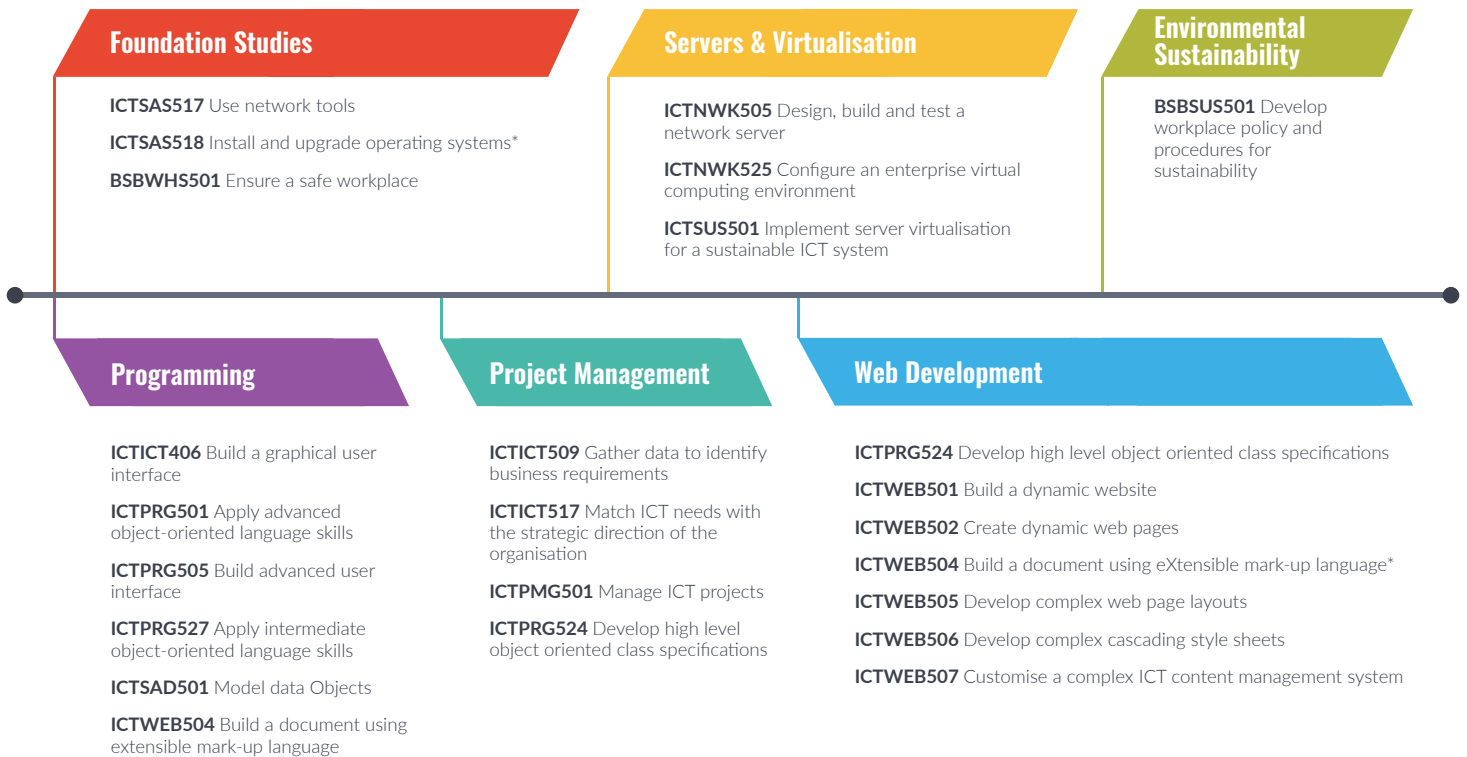 Foundation Studies
ICTSAS517 Use network tools
ICTSAS518 Install and upgrade operating systems*
BSBWHS501 Ensure a safe workplace
Servers & Virtualisation
ICTNWK505 Design, build and test a
network server
ICTNWK525 Configure an enterprise virtual
computing environment
ICTSUS501 Implement server virtualisation
for a sustainable ICT system
Environmental
Sustainability
BSBSUS501 Develop
workplace policy and
procedures for
sustainability
Programming
ICTICT406 Build a graphical user
interface
ICTPRG501 Apply advanced
object-oriented language skills
ICTPRG505 Build advanced user
interface
ICTPRG527 Apply intermediate
object-oriented language skills
ICTSAD501 Model data Objects
ICTWEB504 Build a document using
extensible mark-up language
Project Management
ICTICT509 Gather data to identify
business requirements
ICTICT517 Match ICT needs with
the strategic direction of the
organisation
ICTPMG501 Manage ICT projects
ICTPRG524 Develop high level
object oriented class specifications
Web Development
ICTPRG524 Develop high level object oriented class specifications
ICTWEB501 Build a dynamic website
ICTWEB502 Create dynamic web pages
ICTWEB504 Build a document using eXtensible mark-up language*
ICTWEB505 Develop complex web page layouts
ICTWEB506 Develop complex cascading style sheets
ICTWEB507 Customise a complex ICT content management system